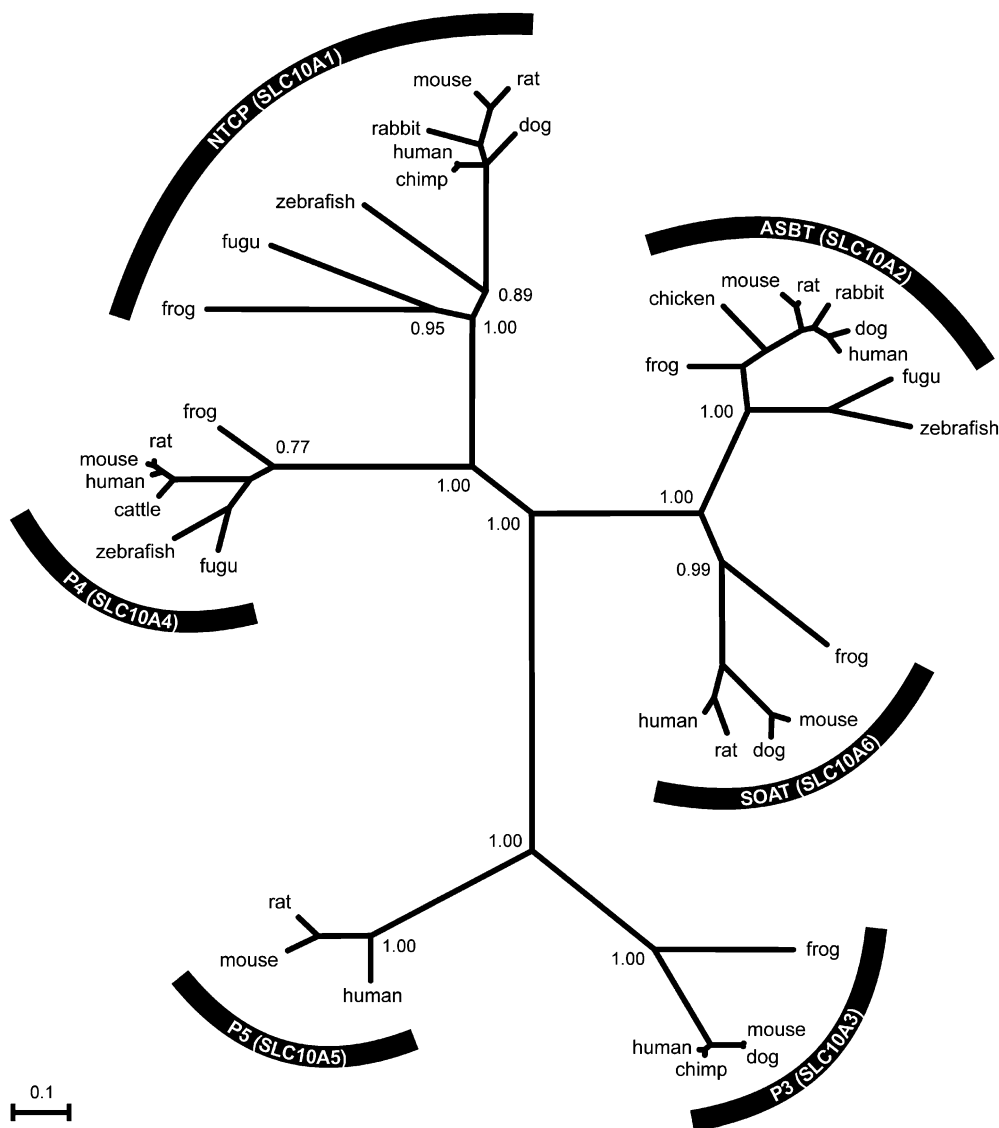 NTCP (SLC10A1)
mouse
rat
rabbit
dog
human
chimp
zebrafish
fugu
frog
0.89
0.95
1.00
ASBT (SLC10A2)
mouse
rat
rabbit
chicken
dog
human
frog
fugu
zebrafish
1.00
frog
0.77
rat
mouse
human
cattle
zebrafish
fugu
1.00
P4 (SLC10A4)
1.00
1.00
0.99
frog
human
rat
dog
mouse
SOAT (SLC10A6)
1.00
rat
mouse
human
1.00
P5 (SLC10A5)
1.00
frog
mouse
human
dog
chimp
P3 (SLC10A3)
0.1